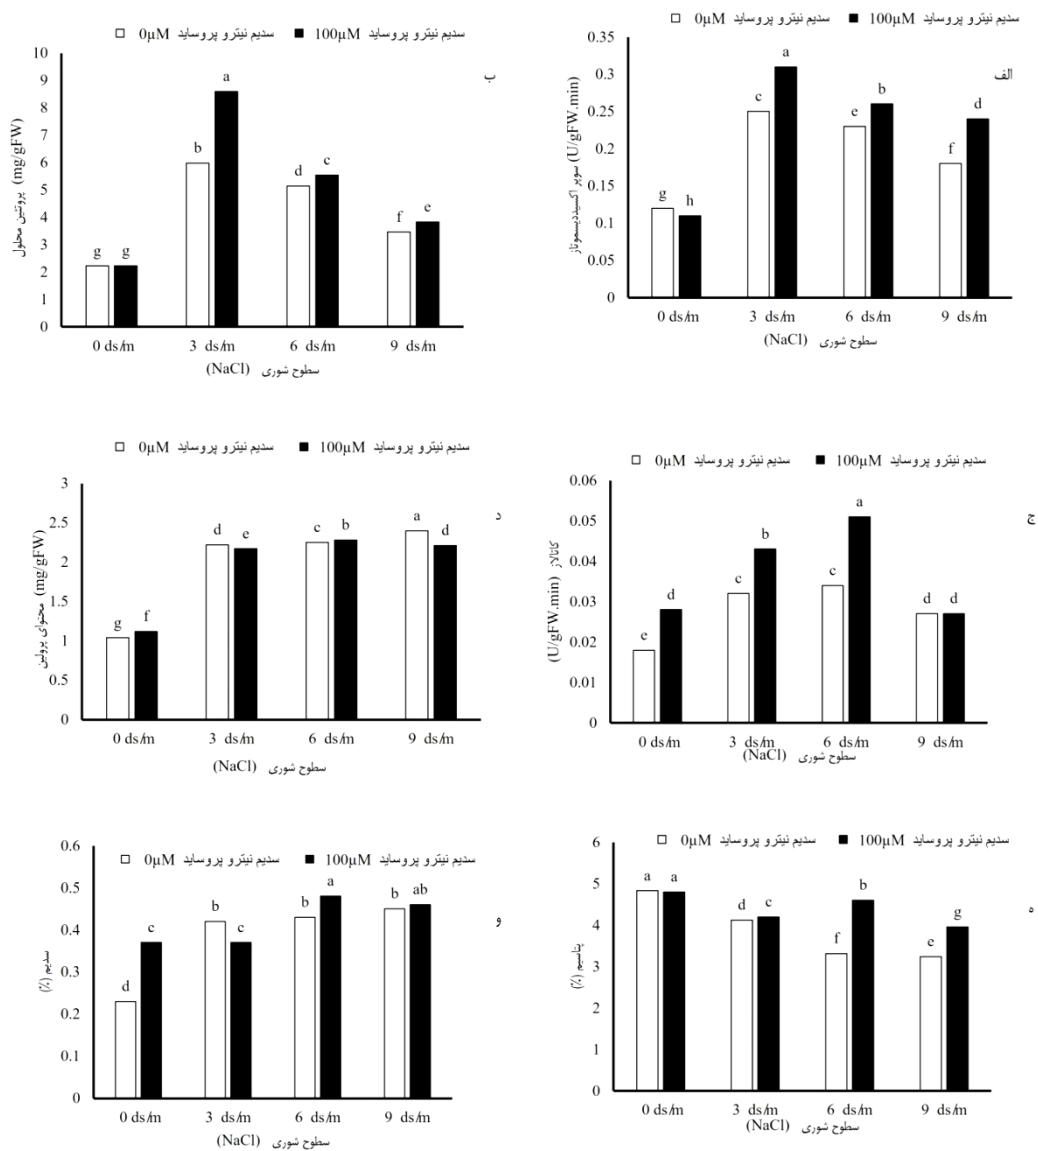 سدیم نیترو پروساید 0µM سدیم نیترو پروساید 100µM
الف
سوپر اکسیددیسموتاز (U/gFW.min)
0.35
0.3
0.25
0.2
0.15
0.1
0.05
0
g h c a e b f d
0 ds/m 3 ds/m 6 ds/m 9 ds/m
سطوح شوری (NaCl)
سدیم نیترو پروساید 0µM سدیم نیترو پروساید 100µM
ب
پروتئین محلول (mg/gFW)
10
9
8
7
6
5
4
3
2
1
0
g g b a d c f e
0 ds/m 3 ds/m 6 ds/m 9 ds/m
سطوح شوری (NaCl)
سدیم نیترو پروساید 0µM سدیم نیترو پروساید 100µM
ج
کاتالاز (U/gFW.min)
0.06
0.05
0.04
0.03
0.02
0.01
0
e d c b c a d d
0 ds/m 3 ds/m 6 ds/m 9 ds/m
سطوح شوری (NaCl)
سدیم نیترو پروساید 0µM سدیم نیترو پروساید 100µM
د
محتوای پرولین (mg/gFW)
3
2.5
2
1.5
1
0.5
0
g f d e c b a d
0 ds/m 3 ds/m 6 ds/m 9 ds/m
سطوح شوری (NaCl)
سدیم نیترو پروساید 0µM سدیم نیترو پروساید 100µM
ه
پتاسیم (٪)
6
5
4
3
2
1
0
a a d c f b e g
0 ds/m 3 ds/m 6 ds/m 9 ds/m
سطوح شوری (NaCl)
سدیم نیترو پروساید 0µM سدیم نیترو پروساید 100µM
و
سدیم (٪)
0.6
0.5
0.4
0.3
0.2
0.1
0
d c b c b a b ab
0 ds/m 3 ds/m 6 ds/m 9 ds/m
سطوح شوری (NaCl)